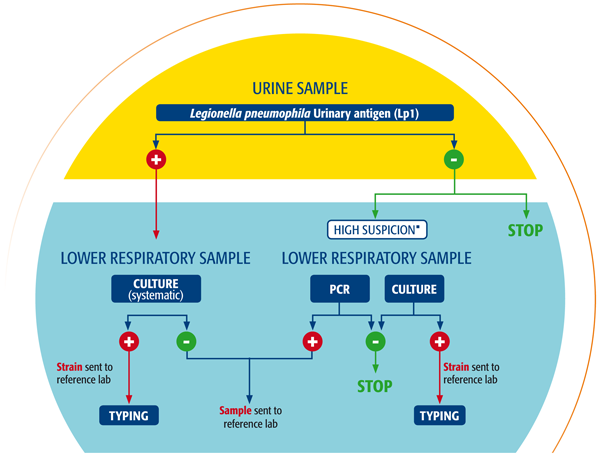 URINE SAMPLE
Legionella pneumophila Urinary antigen (Lp1)
+
-
HIGH SUSPICION*
STOP
LOWER RESPIRATORY SAMPLE
LOWER RESPIRATORY SAMPLE
CULTURE
(systematic)
PCR
CULTURE
+
-
+
-
+
Strain sent to
reference lab
STOP
Strain sent to
reference lab
TYPING
Sample sent to
reference lab
TYPING